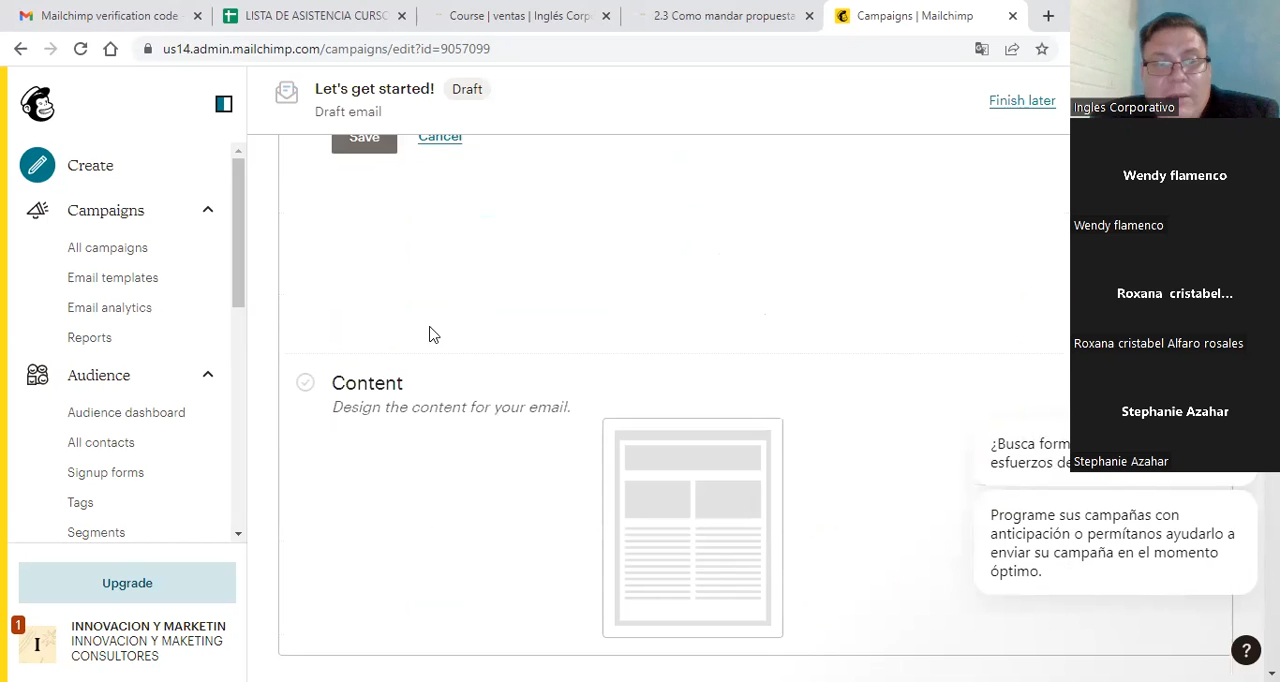 Mailchimp verification code
LISTA DE ASISTENCIA CURSO
Course | ventas | Inglés Corpo
2.3 Como mandar propuesta
Campaigns | Mailchimp
us14.admin.mailchimp.com/campaigns/edit?id=9057099
Let's get started!
Draft
Draft email
Finish later
Save
Cancel
Create
Campaigns
All campaigns
Email templates
Email analytics
Reports
Audience
Audience dashboard
All contacts
Signup forms
Tags
Segments
Upgrade
1
I
INNOVACION Y MARKETIN
INNOVACION Y MAKETING
CONSULTORES
Content
Design the content for your email.
¿Busca form
esfuerzos de
Programe sus campañas con
anticipación o permítanos ayudarlo a
enviar su campaña en el momento
óptimo.
?
Ingles Corporativo
Wendy flamenco
Wendy flamenco
Roxana cristabel...
Roxana cristabel Alfaro rosales
Stephanie Azahar
Stephanie Azahar